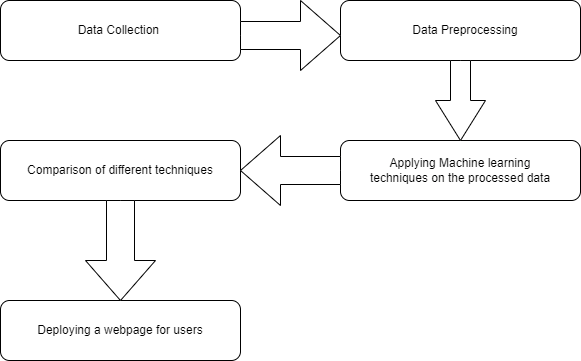 Data Collection
Data Preprocessing
Applying Machine learning
techniques on the processed data
Comparison of different techniques
Deploying a webpage for users